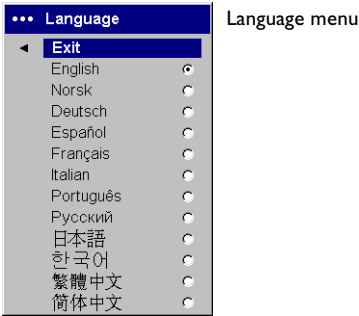 ••• Language
Language menu
Exit
English
Norsk
Deutsch
Español
Français
Italian
Português
Русский
日本語
한국어
繁體中文
简体中文